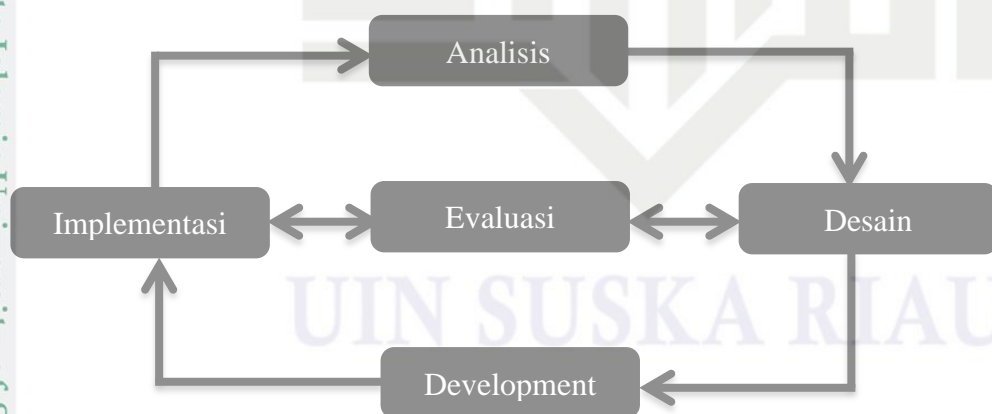 Analisis
Implementasi
Evaluasi
Desain
UIN SUSKA RIAU
Development